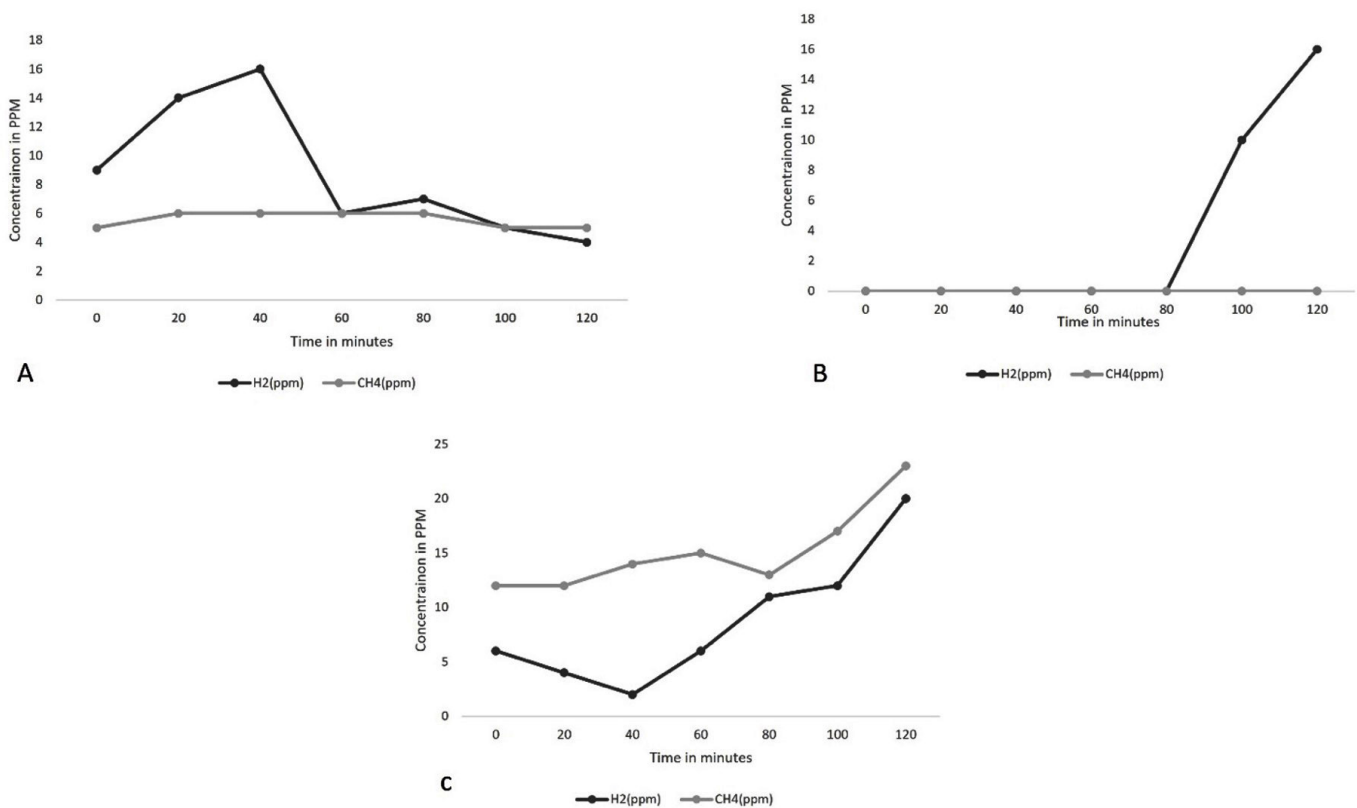 18
16
14
12
10
8
6
4
2
0
Concentrainon in PPM
0 20 40 60 80 100 120
Time in minutes
A
H2(ppm) CH4(ppm)
18
16
14
12
10
8
6
4
2
0
Concentrainon in PPM
0 20 40 60 80 100 120
Time in minutes
B
H2(ppm) CH4(ppm)
25
20
15
10
5
0
Concentrainon in PPM
0 20 40 60 80 100 120
Time in minutes
C
H2(ppm) CH4(ppm)